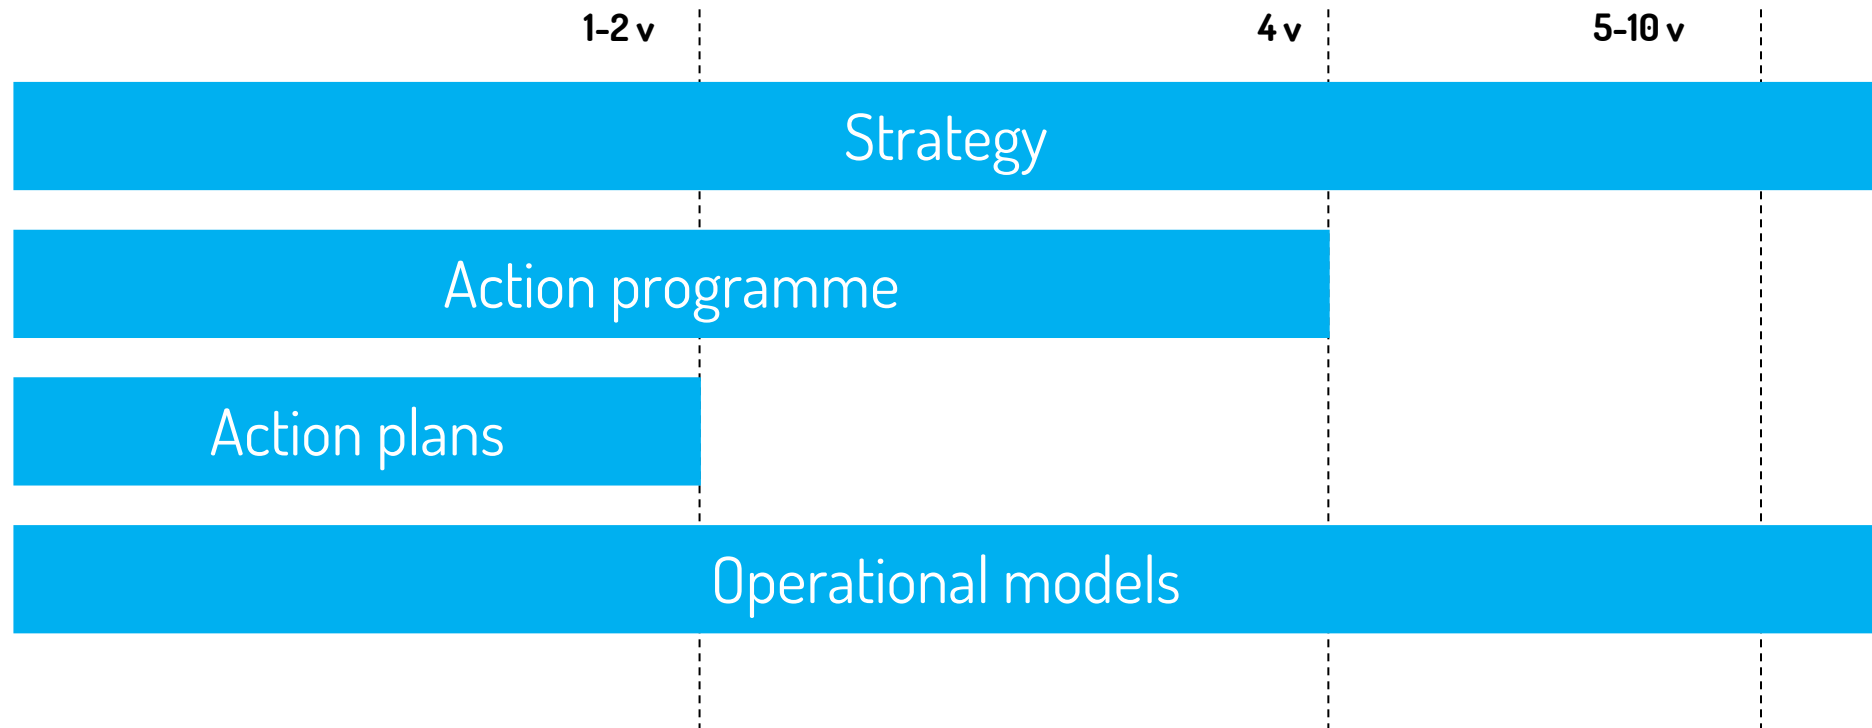 1-2 v
4 v
5-10 v
Strategy
Action programme
Action plans
Operational models